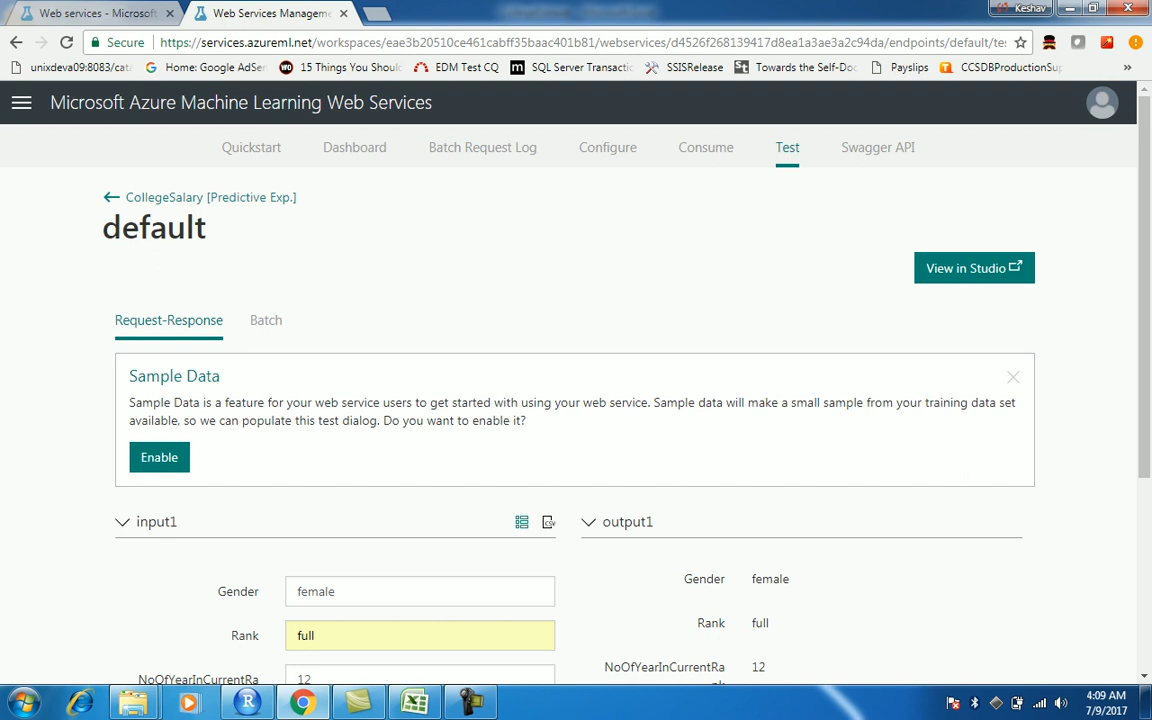 Web services - Microsoft
Web Services Manageme
Keshav
Secure
https://services.azureml.net/workspaces/eae3b20510ce461cabff35baac401b81/webservices/d4526f268139417d8ea1a3ae3a2c94da/endpoints/default/te
unixdeva09:8083/cata
Home: Google AdSen
15 Things You Shoul
EDM Test CQ
SQL Server Transactio
SSISRelease
Towards the Self-Doc
Payslips
CCSDBProductionSup
Microsoft Azure Machine Learning Web Services
Quickstart
Dashboard
Batch Request Log
Configure
Consume
Test
Swagger API
CollegeSalary [Predictive Exp.]
default
View in Studio
Request-Response
Batch
Sample Data
Sample Data is a feature for your web service users to get started with using your web service. Sample data will make a small sample from your training data set
available, so we can populate this test dialog. Do you want to enable it?
Enable
input1
output1
Gender female
Rank full
NoOfYearInCurrentRa 12
Gender female
Rank full
NoOfYearInCurrentRa 12
4:09 AM
7/9/2017